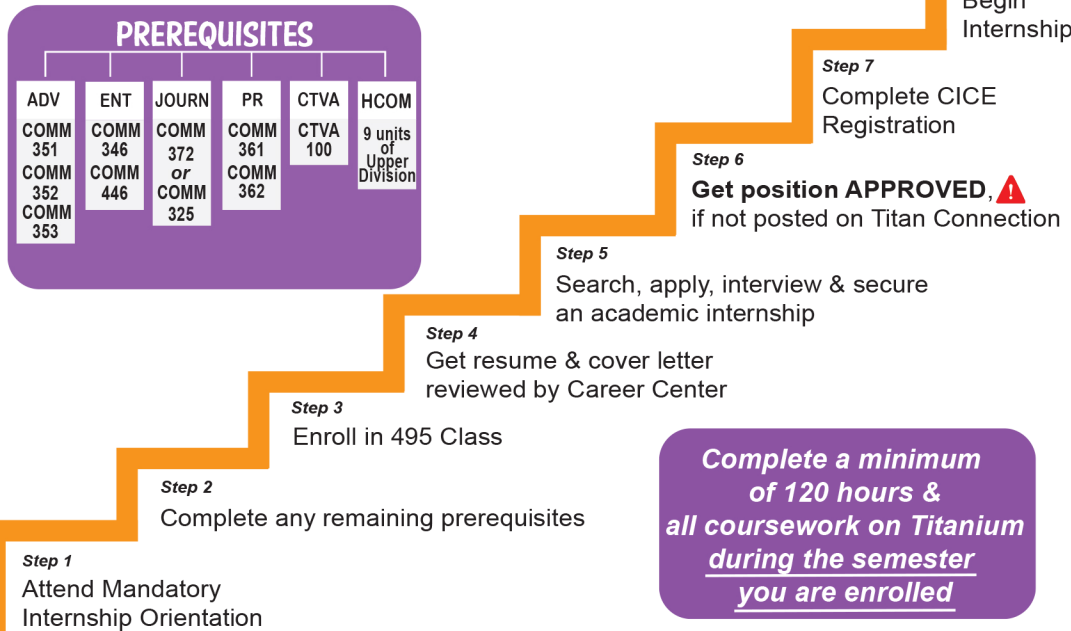 PREREQUISITES
ADV
COMM
351
COMM
352
COMM
353
ENT
COMM
346
COMM
446
JOURN
COMM
372
or
COMM
325
PR
COMM
361
COMM
362
CTVA
CTVA
100
HCOM
9 units
of
Upper
Division
Begin
Internship
Step 7
Complete CICE
Registration
Step 6
Get position APPROVED,
if not posted on Titan Connection
Step 5
Search, apply, interview & secure
an academic internship
Step 4
Get resume & cover letter
reviewed by Career Center
Step 3
Enroll in 495 Class
Step 2
Complete any remaining prerequisites
Step 1
Attend Mandatory
Internship Orientation
Complete a minimum
of 120 hours &
all coursework on Titanium
during the semester
you are enrolled